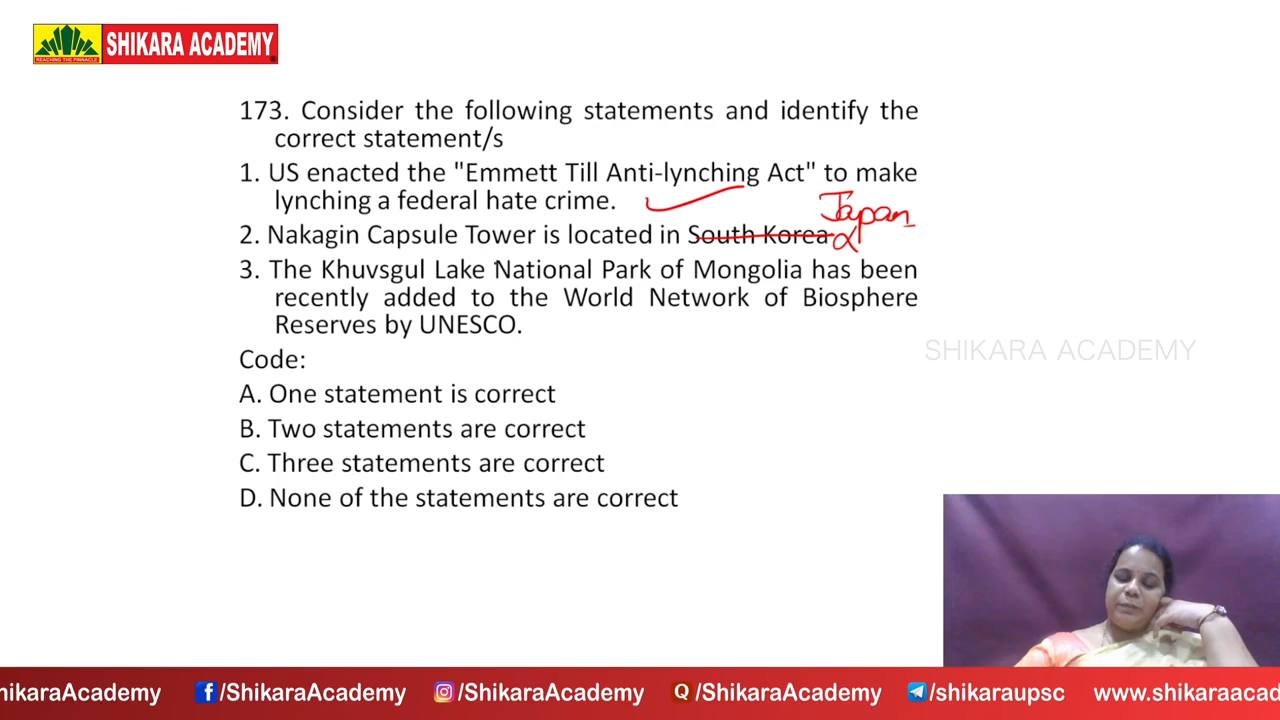 SHIKARA ACADEMY
REACHING THE PINNACLE
173. Consider the following statements and identify the
correct statement/s
1. US enacted the "Emmett Till Anti-lynching Act" to make
lynching a federal hate crime.
Japan
2. Nakagin Capsule Tower is located in South Korea
3. The Khuvsgul Lake National Park of Mongolia has been
recently added to the World Network of Biosphere
Reserves by UNESCO.
SHIKARA ACADEMY
Code:
A. One statement is correct
B. Two statements are correct
C. Three statements are correct
D. None of the statements are correct
hikaraAcademy /ShikaraAcademy /ShikaraAcademy /ShikaraAcademy /shikaraupsc www.shikaraacad